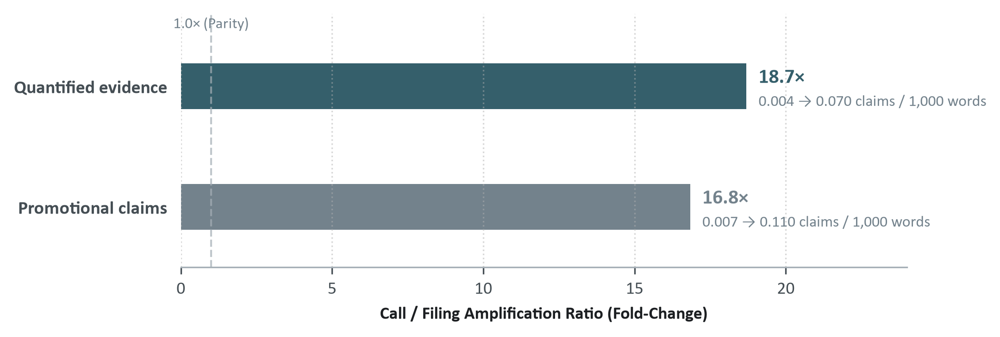 1.0× (Parity)
Quantified evidence
18.7×
0.004 → 0.070 claims / 1,000 words
Promotional claims
16.8×
0.007 → 0.110 claims / 1,000 words
0 5 10 15 20
Call / Filing Amplification Ratio (Fold-Change)